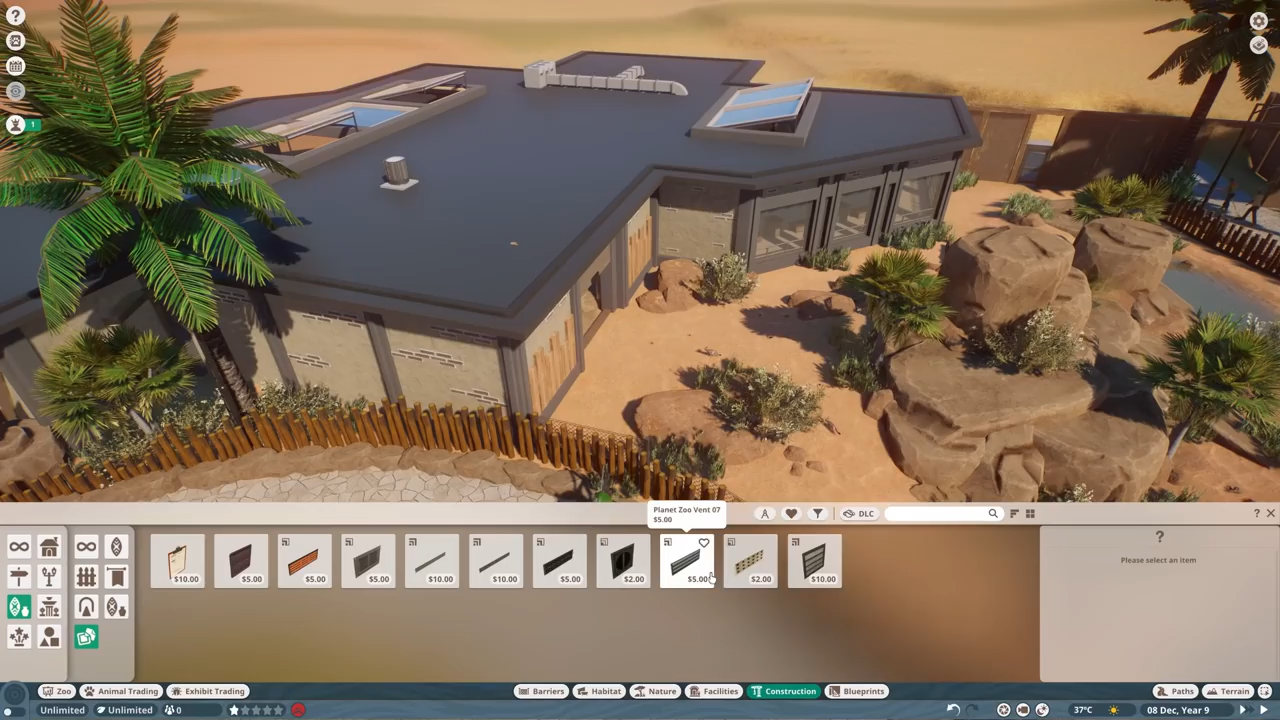 ?
1
Planet Zoo Vent 07
$5.00
DLC
?
$10.00
$5.00
$5.00
$5.00
$10.00
$10.00
$5.00
$2.00
$5.00
$2.00
$10.00
?
Please select an item
Zoo
Animal Trading
Exhibit Trading
Barriers
Habitat
Nature
Facilities
Construction
Blueprints
Paths
Terrain
Unlimited
Unlimited
0
37°C
08 Dec, Year 9